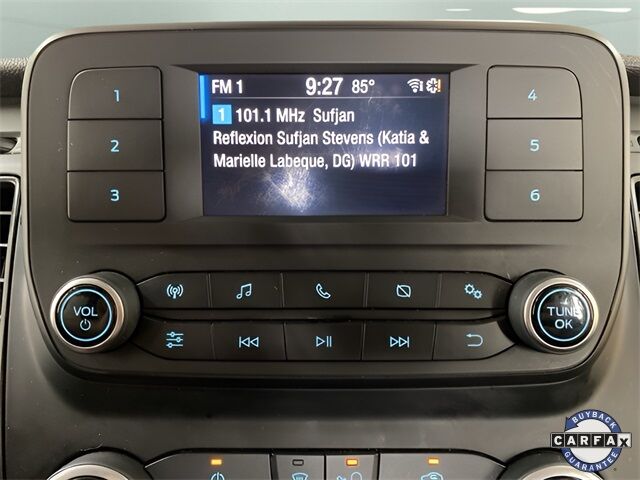 FM 1 9:27 85°
1 101.1 MHz Sufjan
Reflexion Sufjan Stevens (Katia &
Marielle Labeque, DG) WRR 101
1
2
3
4
5
6
VOL
TUNE
OK
BUYBACK
CARFAX
GUARANTEE